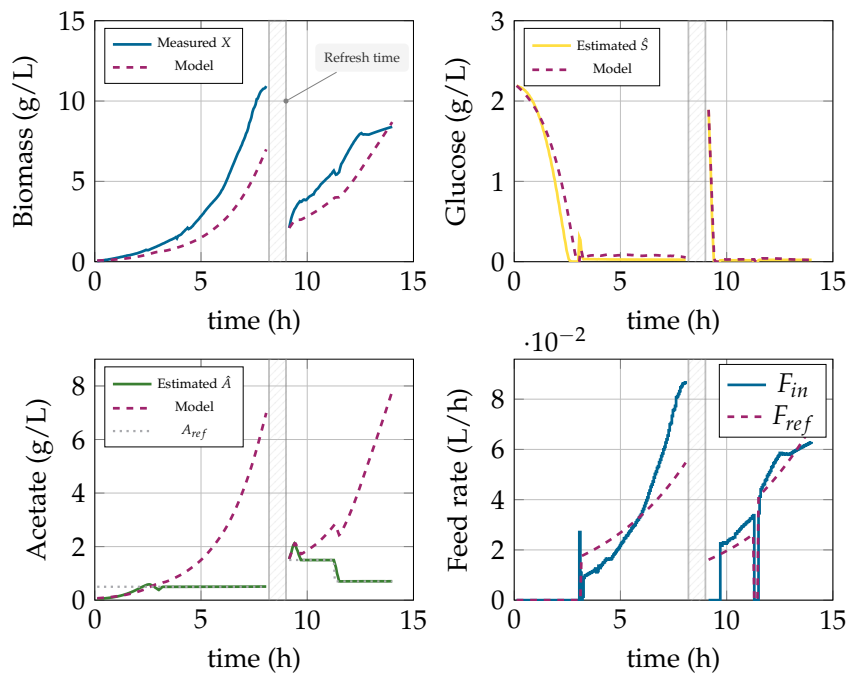 Biomass (g/L)
15
10
5
0
Measured X
Model
Refresh time
0
5
10
15
time (h)
Glucose (g/L)
3
2
1
0
Estimated Ŝ
Model
0
5
10
15
time (h)
Acetate (g/L)
8
6
4
2
0
Estimated Â
Model
A_ref
0
5
10
15
time (h)
·10⁻²
Feed rate (L/h)
8
6
4
2
0
F_in
F_ref
0
5
10
15
time (h)